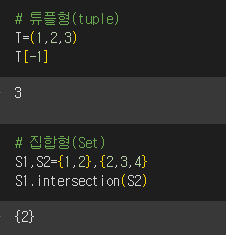 # 튜플형(tuple)
T=(1,2,3)
T[-1]
3
# 집합형(Set)
S1,S2={1,2},{2,3,4}
S1.intersection(S2)
{2}